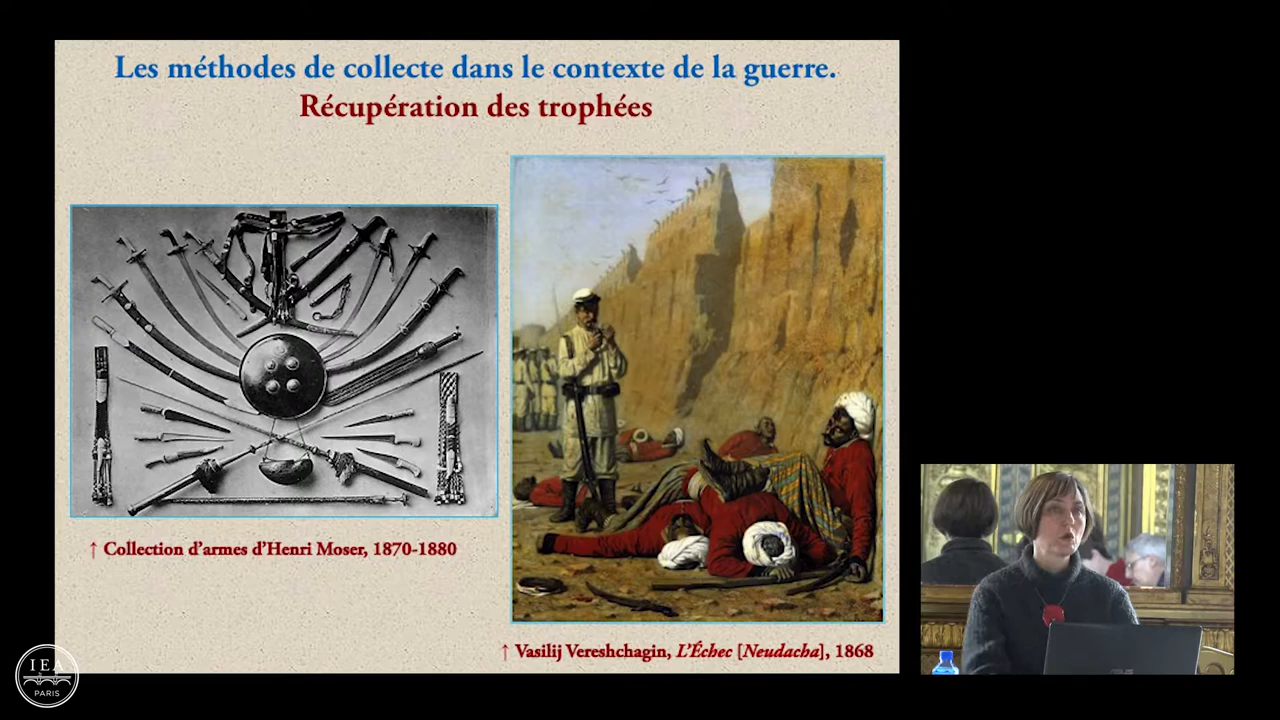 Les méthodes de collecte dans le contexte de la guerre.
Récupération des trophées
↑ Collection d'armes d'Henri Moser, 1870-1880
↑ Vasilij Vereshchagin, L'Échec [Neudacha], 1868
IEA
PARIS